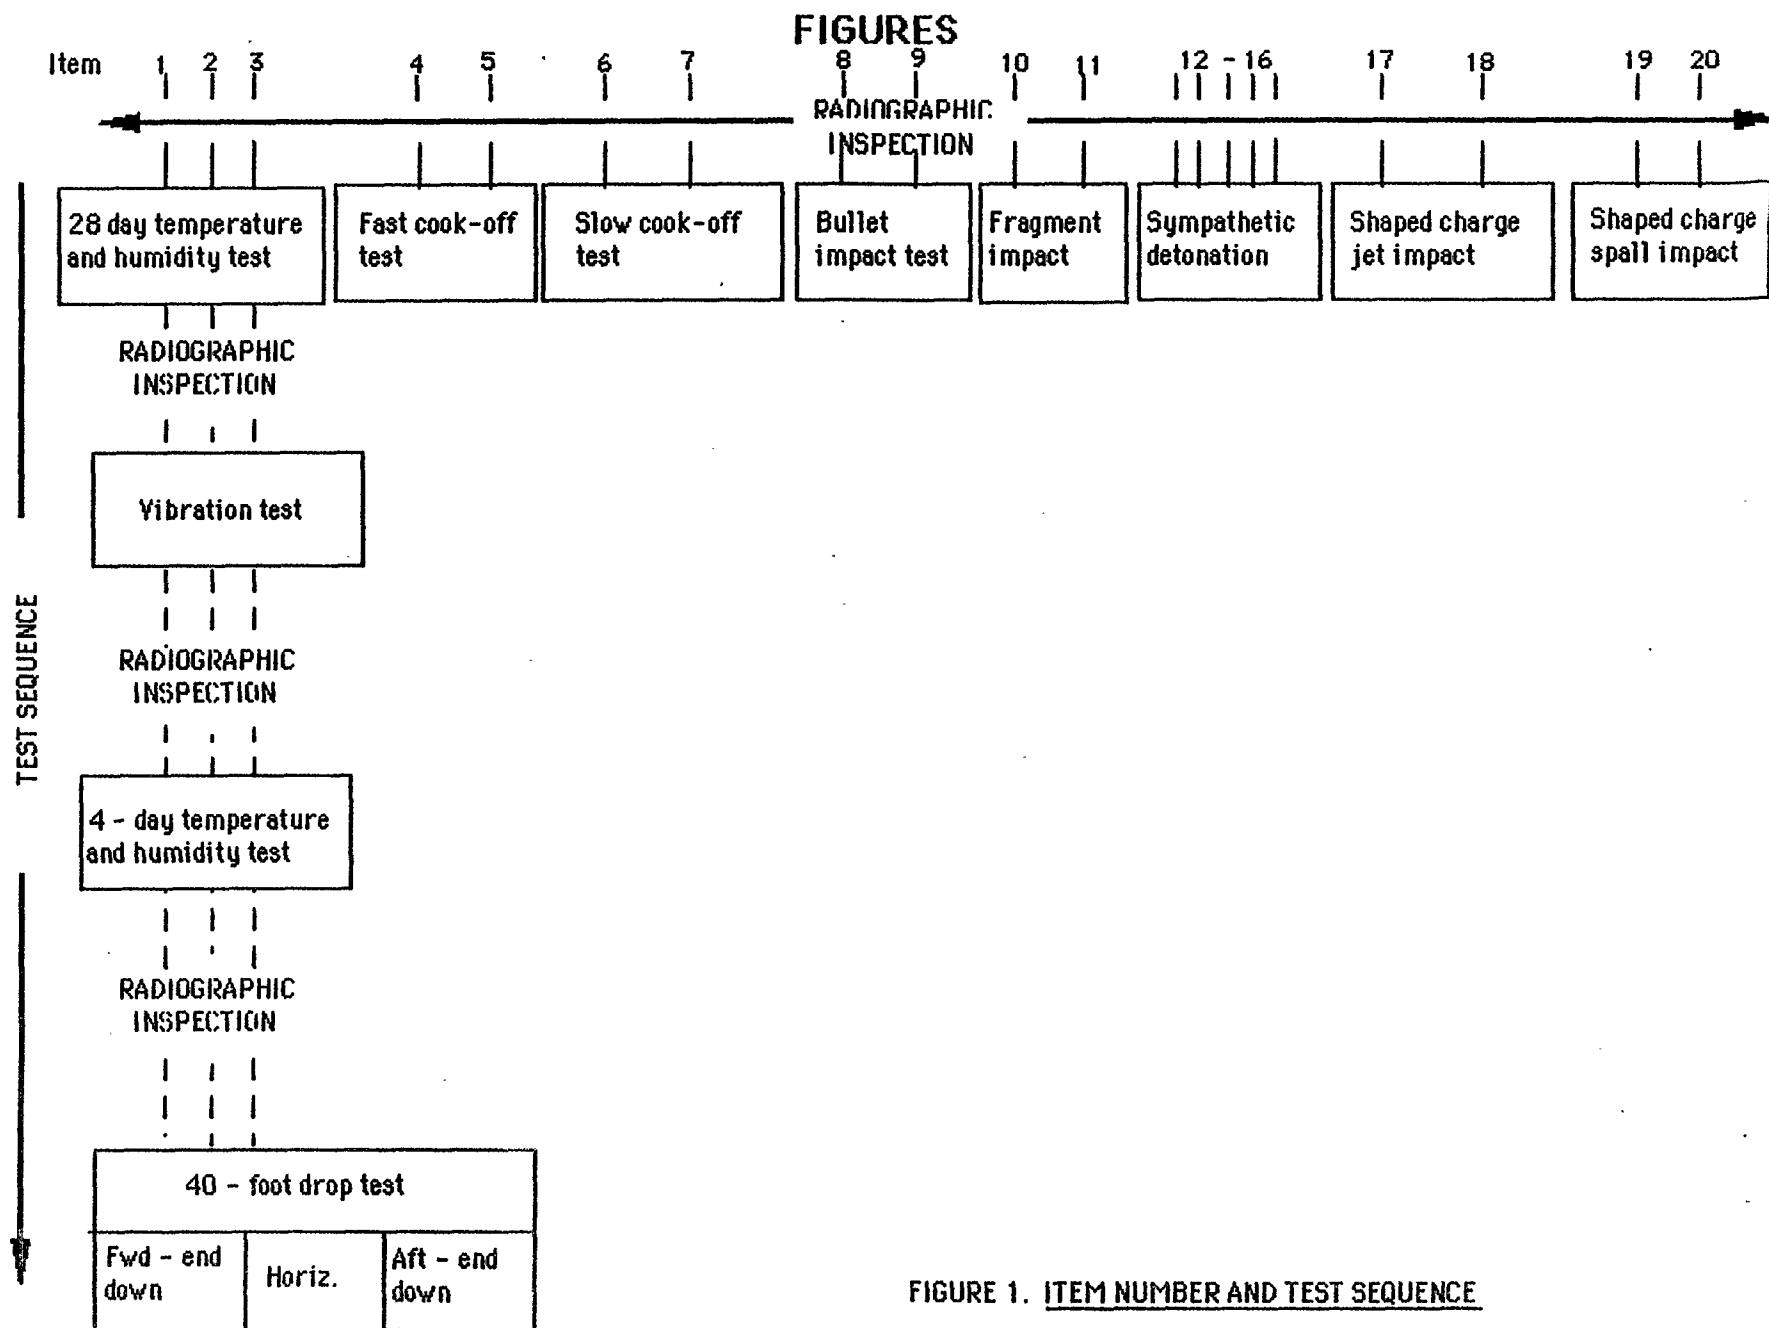 FIGURES
Item 1 2 3 4 5 6 7 8 9 10 11 12 - 16 17 18 19 20
RADIOGRAPHIC
INSPECTION
28 day temperature
and humidity test
Fast cook-off
test
Slow cook-off
test
Bullet
impact test
Fragment
impact
Sympathetic
detonation
Shaped charge
jet impact
Shaped charge
spall impact
RADIOGRAPHIC
INSPECTION
Vibration test
RADIOGRAPHIC
INSPECTION
4 - day temperature
and humidity test
RADIOGRAPHIC
INSPECTION
40 - foot drop test
Fwd - end
down
Horiz.
Aft - end
down
TEST SEQUENCE
FIGURE 1. ITEM NUMBER AND TEST SEQUENCE